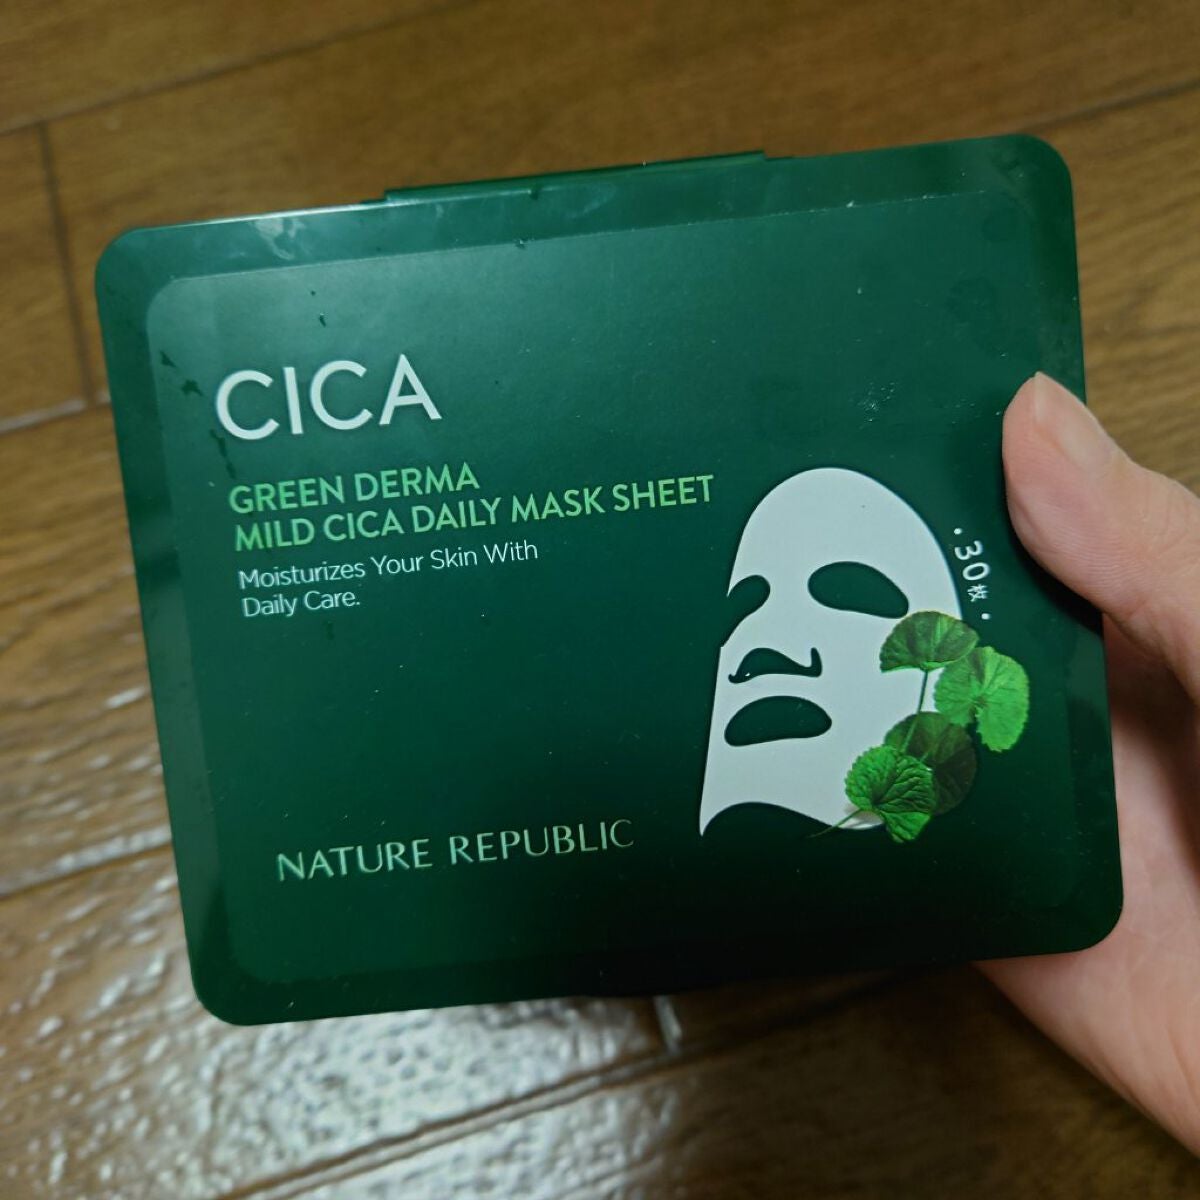 CICA
GREEN DERMA
MILD CICA DAILY MASK SHEET
Moisturizes Your Skin With
Daily Care.
・30枚・
NATURE REPUBLIC